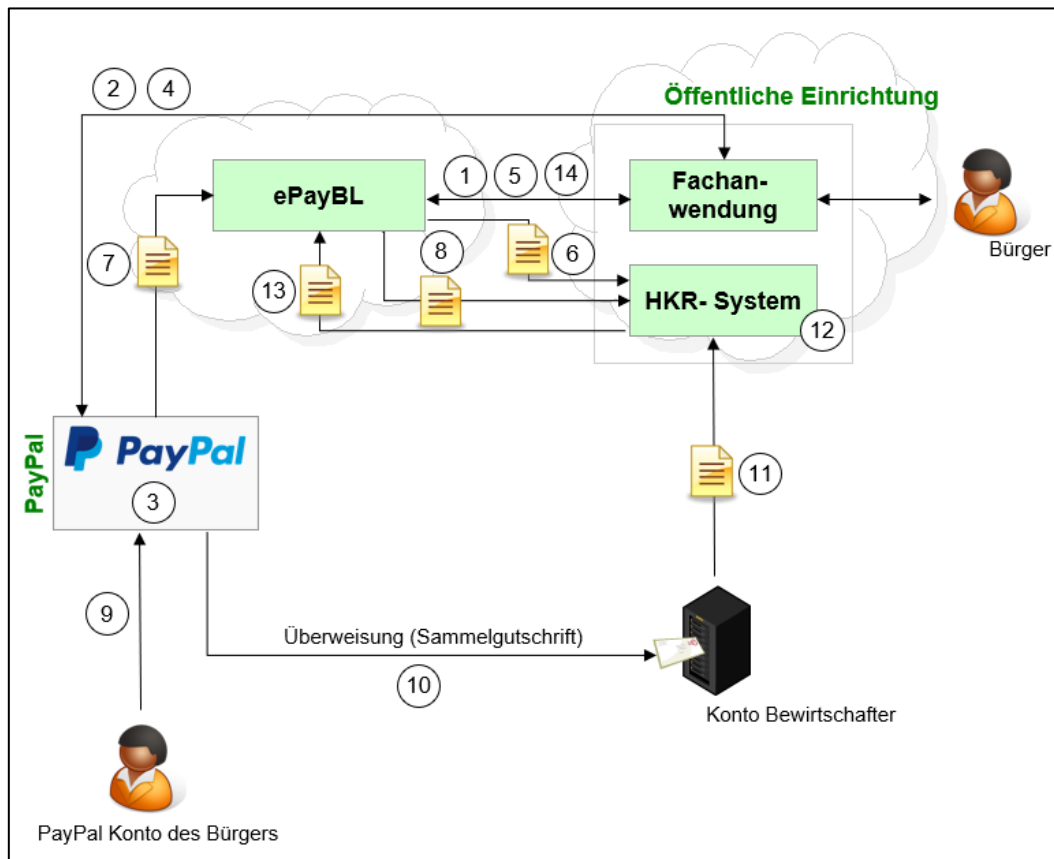 2 4
Öffentliche Einrichtung
ePayBL
1 5 14
Fachan-
wendung
Bürger
7
8
6
13
HKR- System
12
PayPal
PayPal
3
11
9
Überweisung (Sammelgutschrift)
10
Konto Bewirtschafter
PayPal Konto des Bürgers